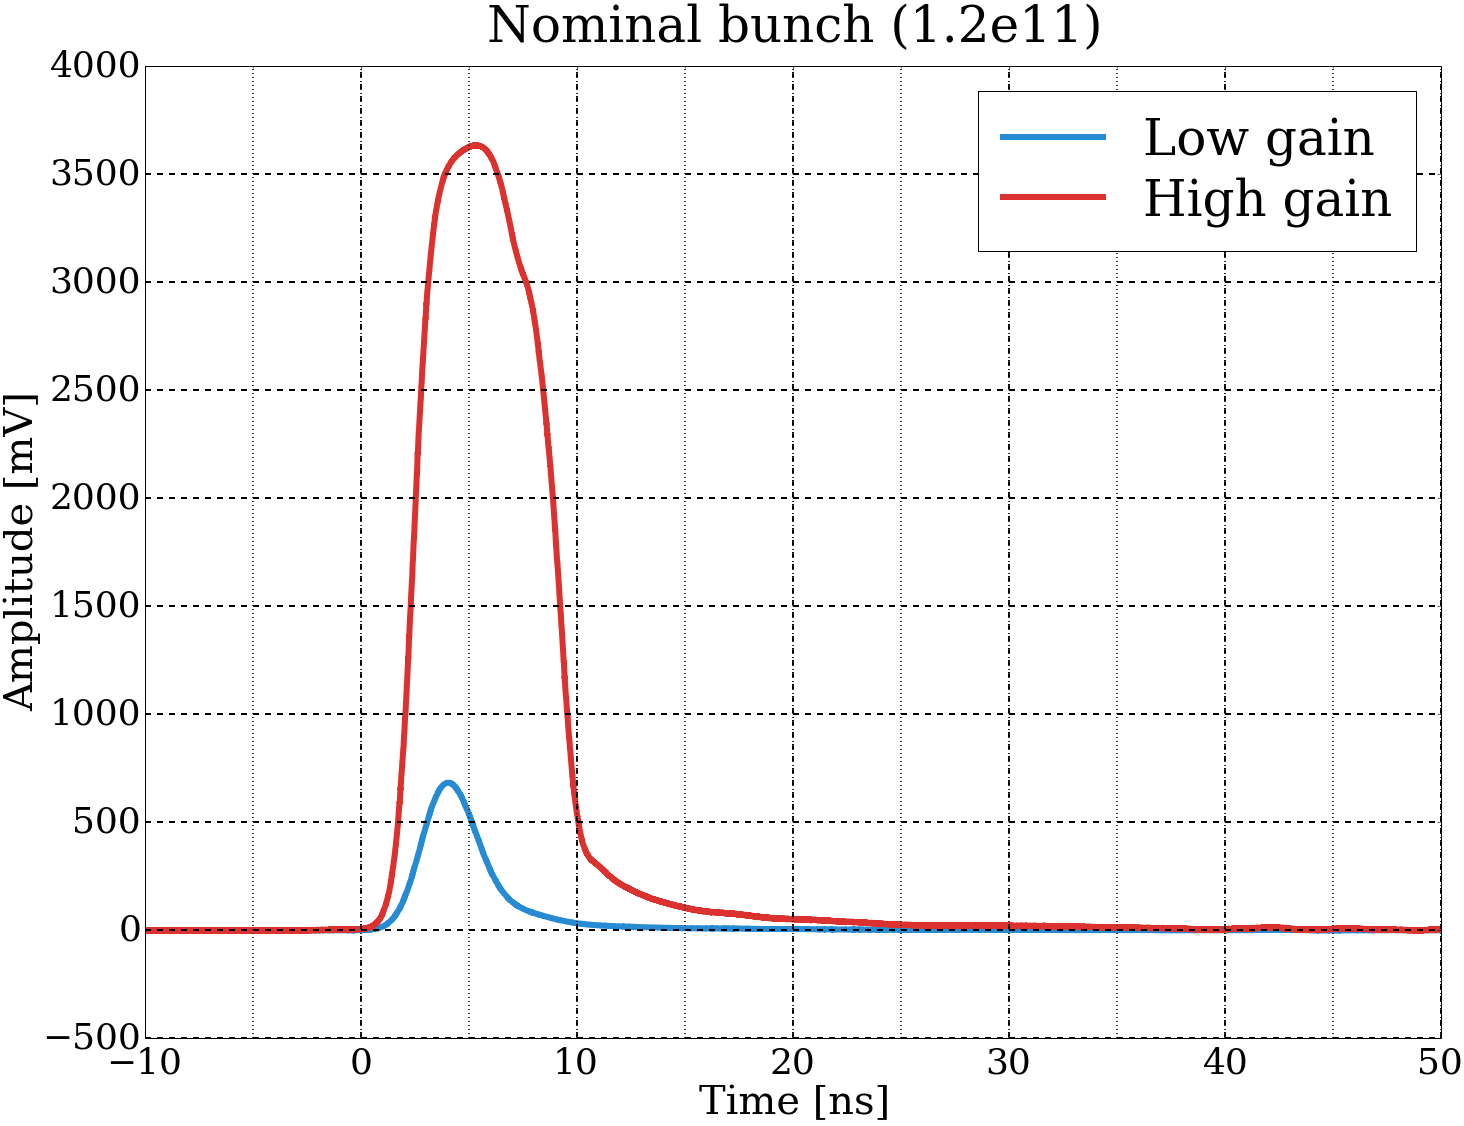 Nominal bunch (1.2e11)
Low gain
High gain
Amplitude [mV]
4000
3500
3000
2500
2000
1500
1000
500
0
−500
−10 0 10 20 30 40 50
Time [ns]